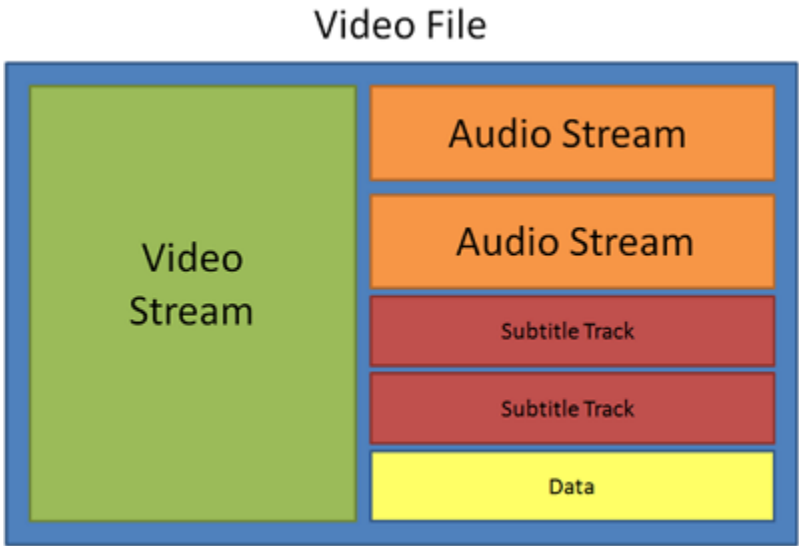 Video File
Video
Stream
Audio Stream
Audio Stream
Subtitle Track
Subtitle Track
Data